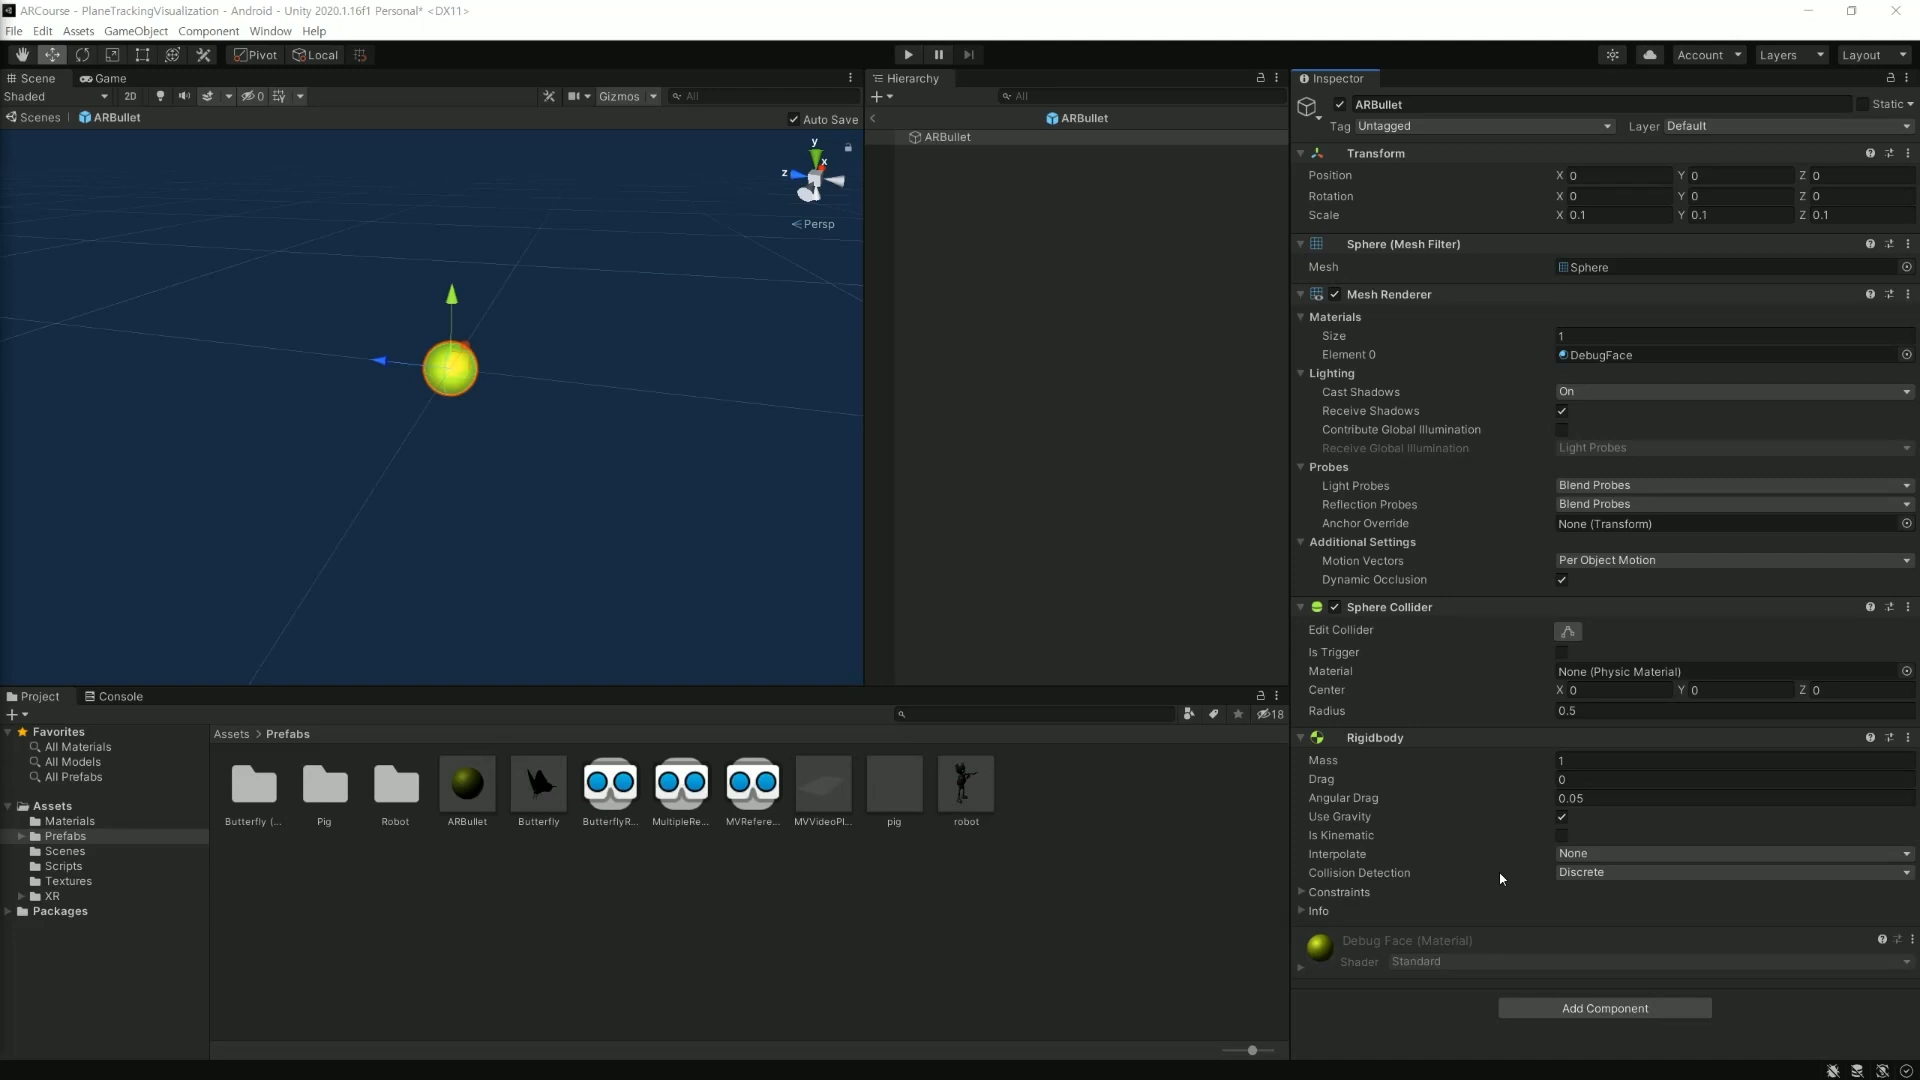 ARCourse - PlaneTrackingVisualization - Android - Unity 2020.1.16f1 Personal* <DX11>
File Edit Assets GameObject Component Window Help
Pivot Local Account Layers Layout
Scene Game
Shaded 2D 0 Gizmos All
Scenes ARBullet Auto Save
y
x
z
Persp
Hierarchy
All
ARBullet
ARBullet
Inspector
ARBullet Static
Tag Untagged Layer Default
Transform
Position X 0 Y 0 Z 0
Rotation X 0 Y 0 Z 0
Scale X 0.1 Y 0.1 Z 0.1
Sphere (Mesh Filter)
Mesh Sphere
Mesh Renderer
Materials
Size 1
Element 0 DebugFace
Lighting
Cast Shadows On
Receive Shadows
Contribute Global Illumination
Receive Global Illumination Light Probes
Probes
Light Probes Blend Probes
Reflection Probes Blend Probes
Anchor Override None (Transform)
Additional Settings
Motion Vectors Per Object Motion
Dynamic Occlusion
Sphere Collider
Edit Collider
Is Trigger
Material None (Physic Material)
Center X 0 Y 0 Z 0
Radius 0.5
Rigidbody
Mass 1
Drag 0
Angular Drag 0.05
Use Gravity
Is Kinematic
Interpolate None
Collision Detection Discrete
Constraints
Info
Debug Face (Material)
Shader Standard
Add Component
Project Console
18
Favorites
All Materials
All Models
All Prefabs
Assets
Materials
Prefabs
Scenes
Scripts
Textures
XR
Packages
Assets > Prefabs
Butterfly (... Pig Robot ARBullet Butterfly ButterflyR... MultipleRe... MVRefere... MVVideoPl... pig robot